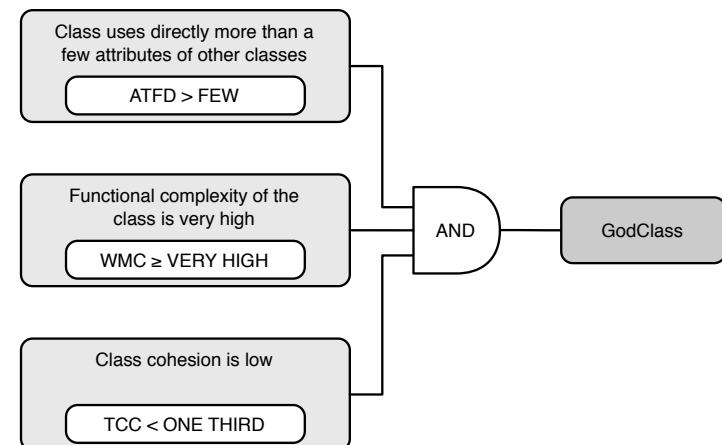 Class uses directly more than a
few attributes of other classes
ATFD > FEW
Functional complexity of the
class is very high
WMC ≥ VERY HIGH
Class cohesion is low
TCC < ONE THIRD
AND
GodClass